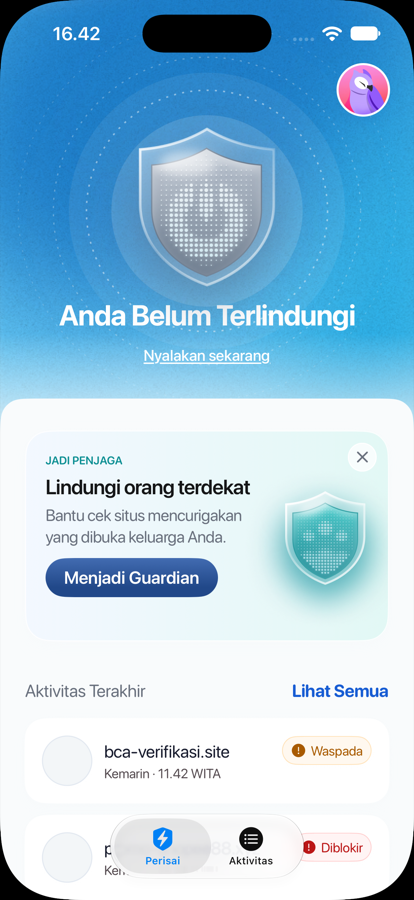 16.42
Anda Belum Terlindungi
Nyalakan sekarang
JADI PENJAGA
Lindungi orang terdekat
Bantu cek situs mencurigakan
yang dibuka keluarga Anda.
Menjadi Guardian
Aktivitas Terakhir
Lihat Semua
bca-verifikasi.site
Waspada
Kemarin · 11.42 WITA
Diblokir
Perisai
Aktivitas